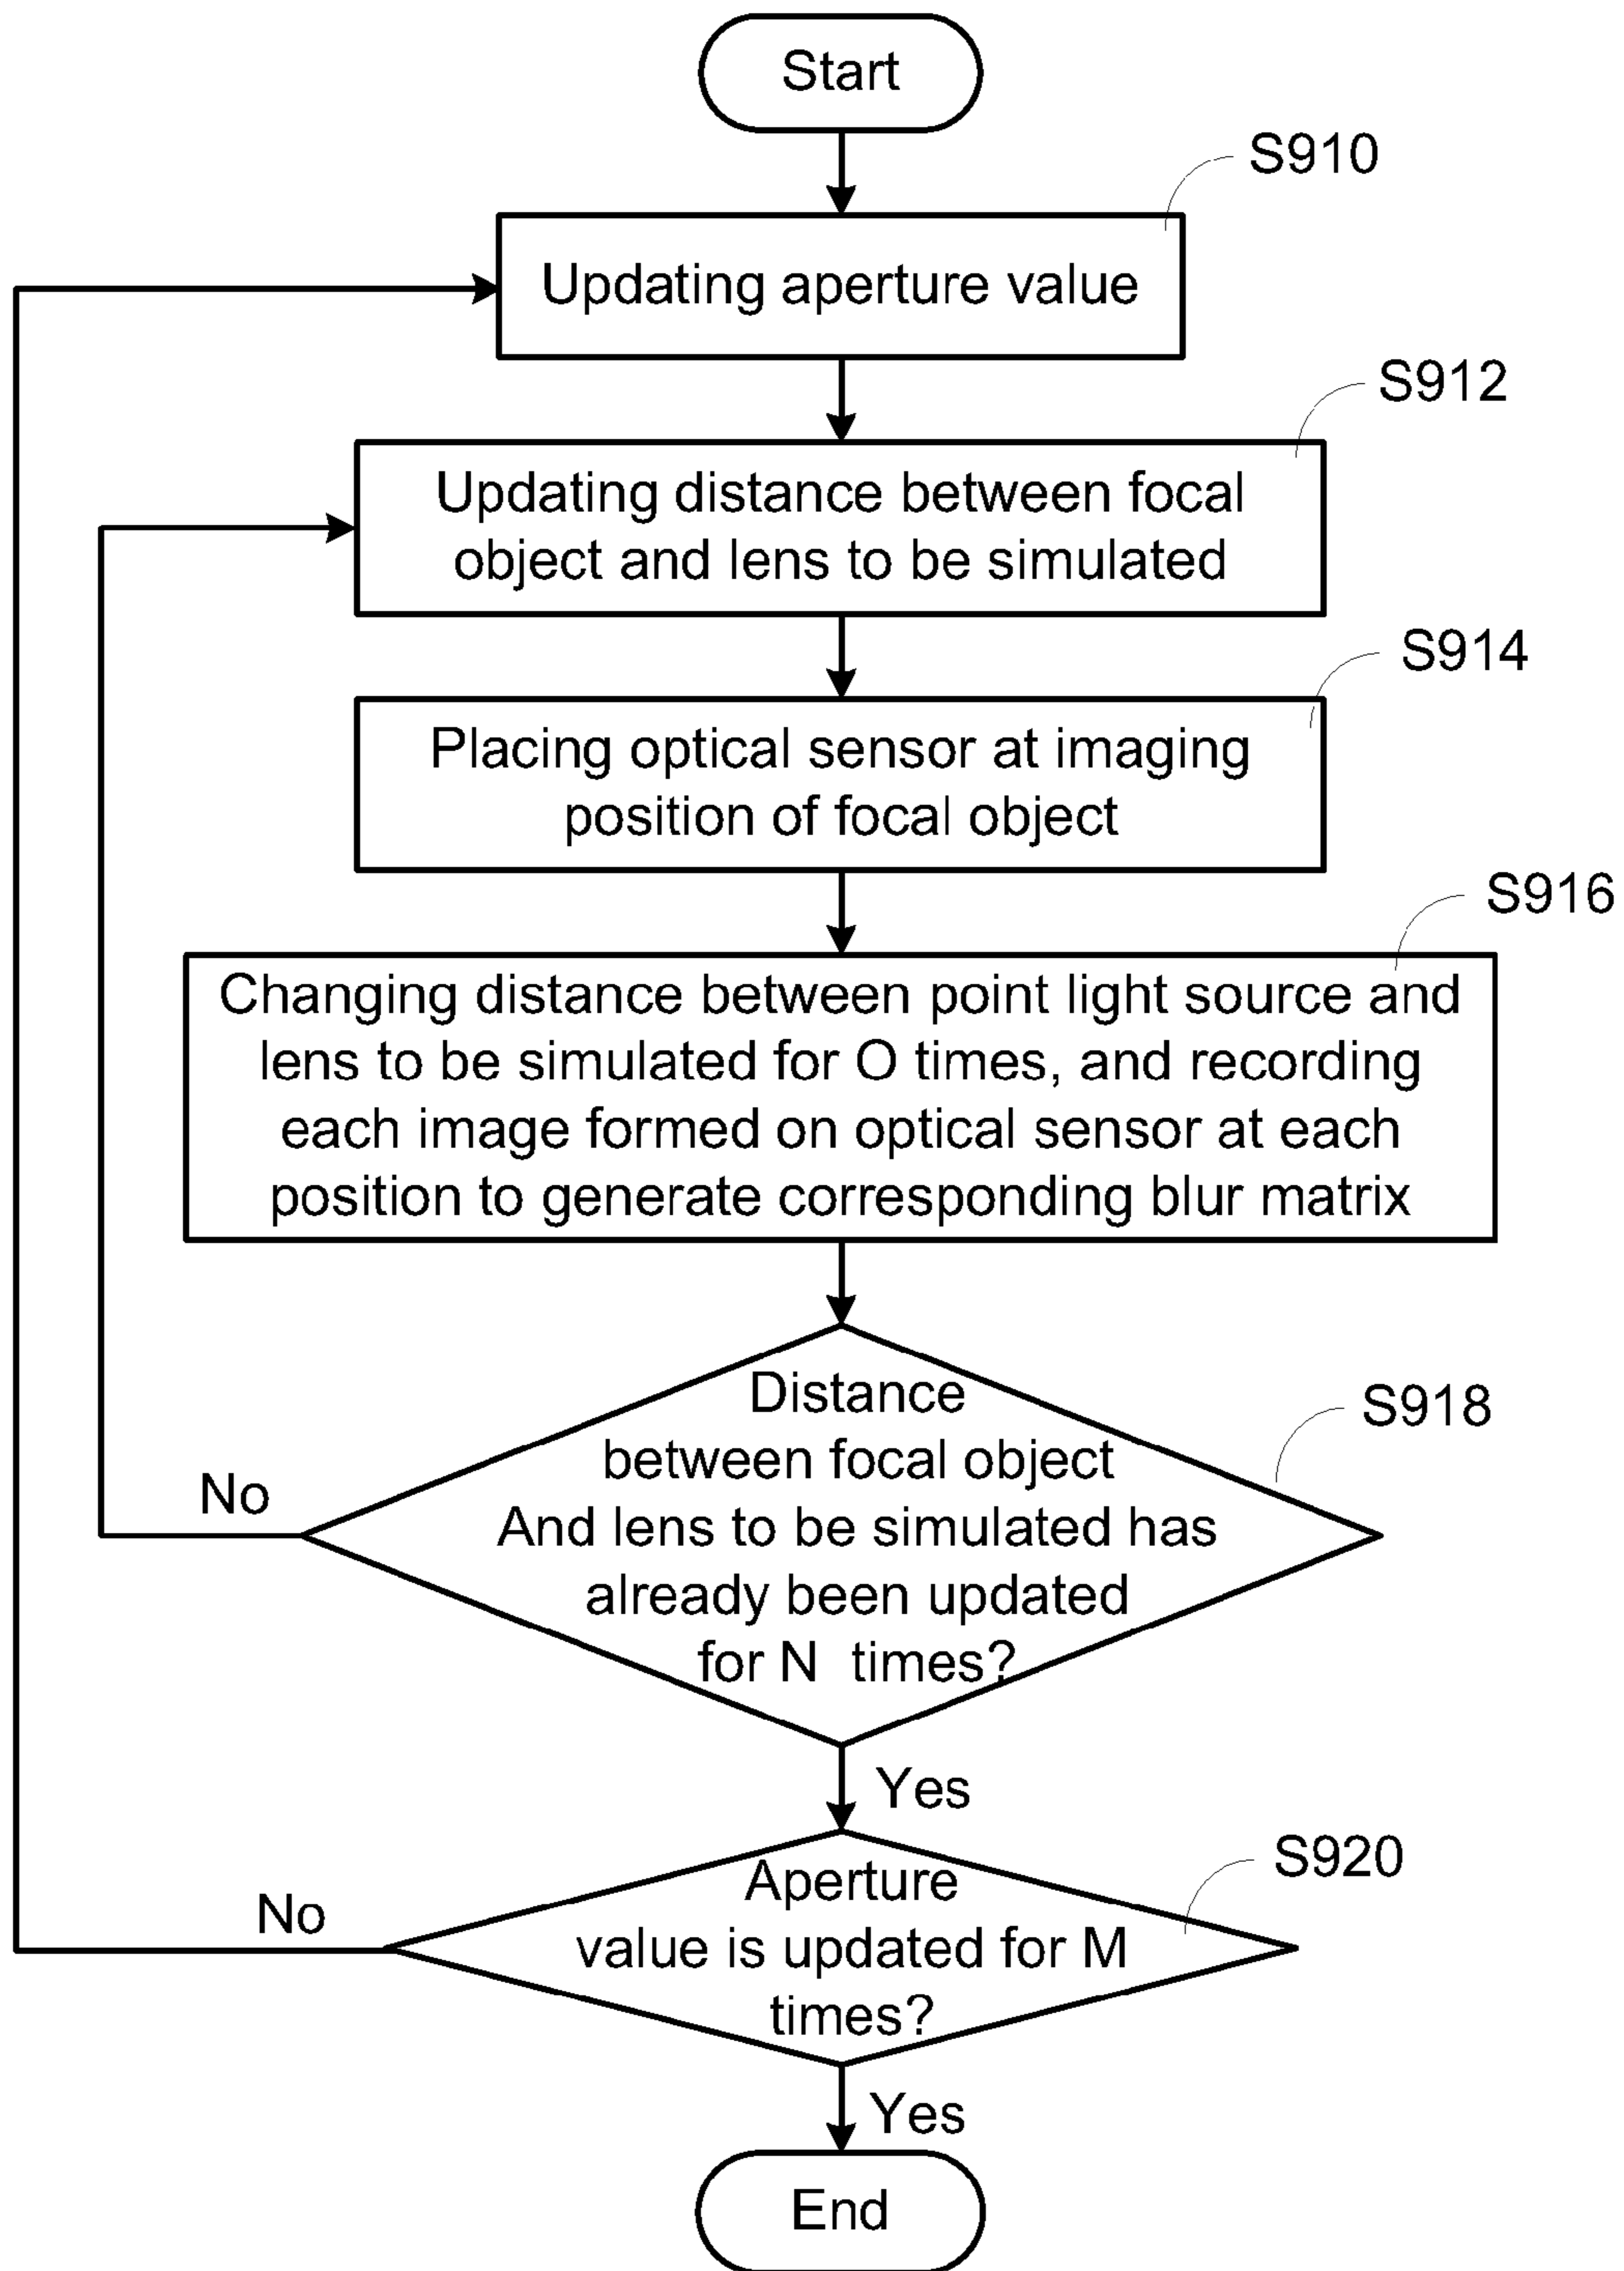 Start
S910
Updating aperture value
S912
Updating distance between focal
object and lens to be simulated
S914
Placing optical sensor at imaging
position of focal object
S916
Changing distance between point light source and
lens to be simulated for O times, and recording
each image formed on optical sensor at each
position to generate corresponding blur matrix
S918
Distance
between focal object
And lens to be simulated has
already been updated
for N times?
No
Yes
S920
Aperture
value is updated for M
times?
No
Yes
End